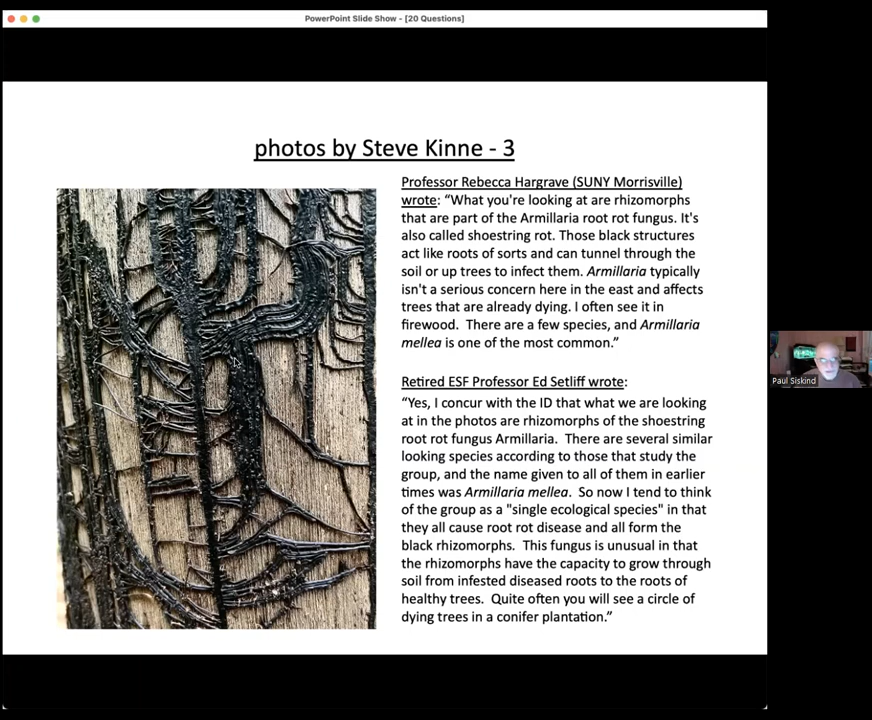 PowerPoint Slide Show - [20 Questions]
photos by Steve Kinne - 3
Professor Rebecca Hargrave (SUNY Morrisville)
wrote: “What you're looking at are rhizomorphs
that are part of the Armillaria root rot fungus. It's
also called shoestring rot. Those black structures
act like roots of sorts and can tunnel through the
soil or up trees to infect them. Armillaria typically
isn't a serious concern here in the east and affects
trees that are already dying. I often see it in
firewood.  There are a few species, and Armillaria
mellea is one of the most common.”
Retired ESF Professor Ed Setliff wrote:
“Yes, I concur with the ID that what we are looking
at in the photos are rhizomorphs of the shoestring
root rot fungus Armillaria.  There are several similar
looking species according to those that study the
group, and the name given to all of them in earlier
times was Armillaria mellea.  So now I tend to think
of the group as a "single ecological species" in that
they all cause root rot disease and all form the
black rhizomorphs.  This fungus is unusual in that
the rhizomorphs have the capacity to grow through
soil from infested diseased roots to the roots of
healthy trees.  Quite often you will see a circle of
dying trees in a conifer plantation.”
Paul Siskind